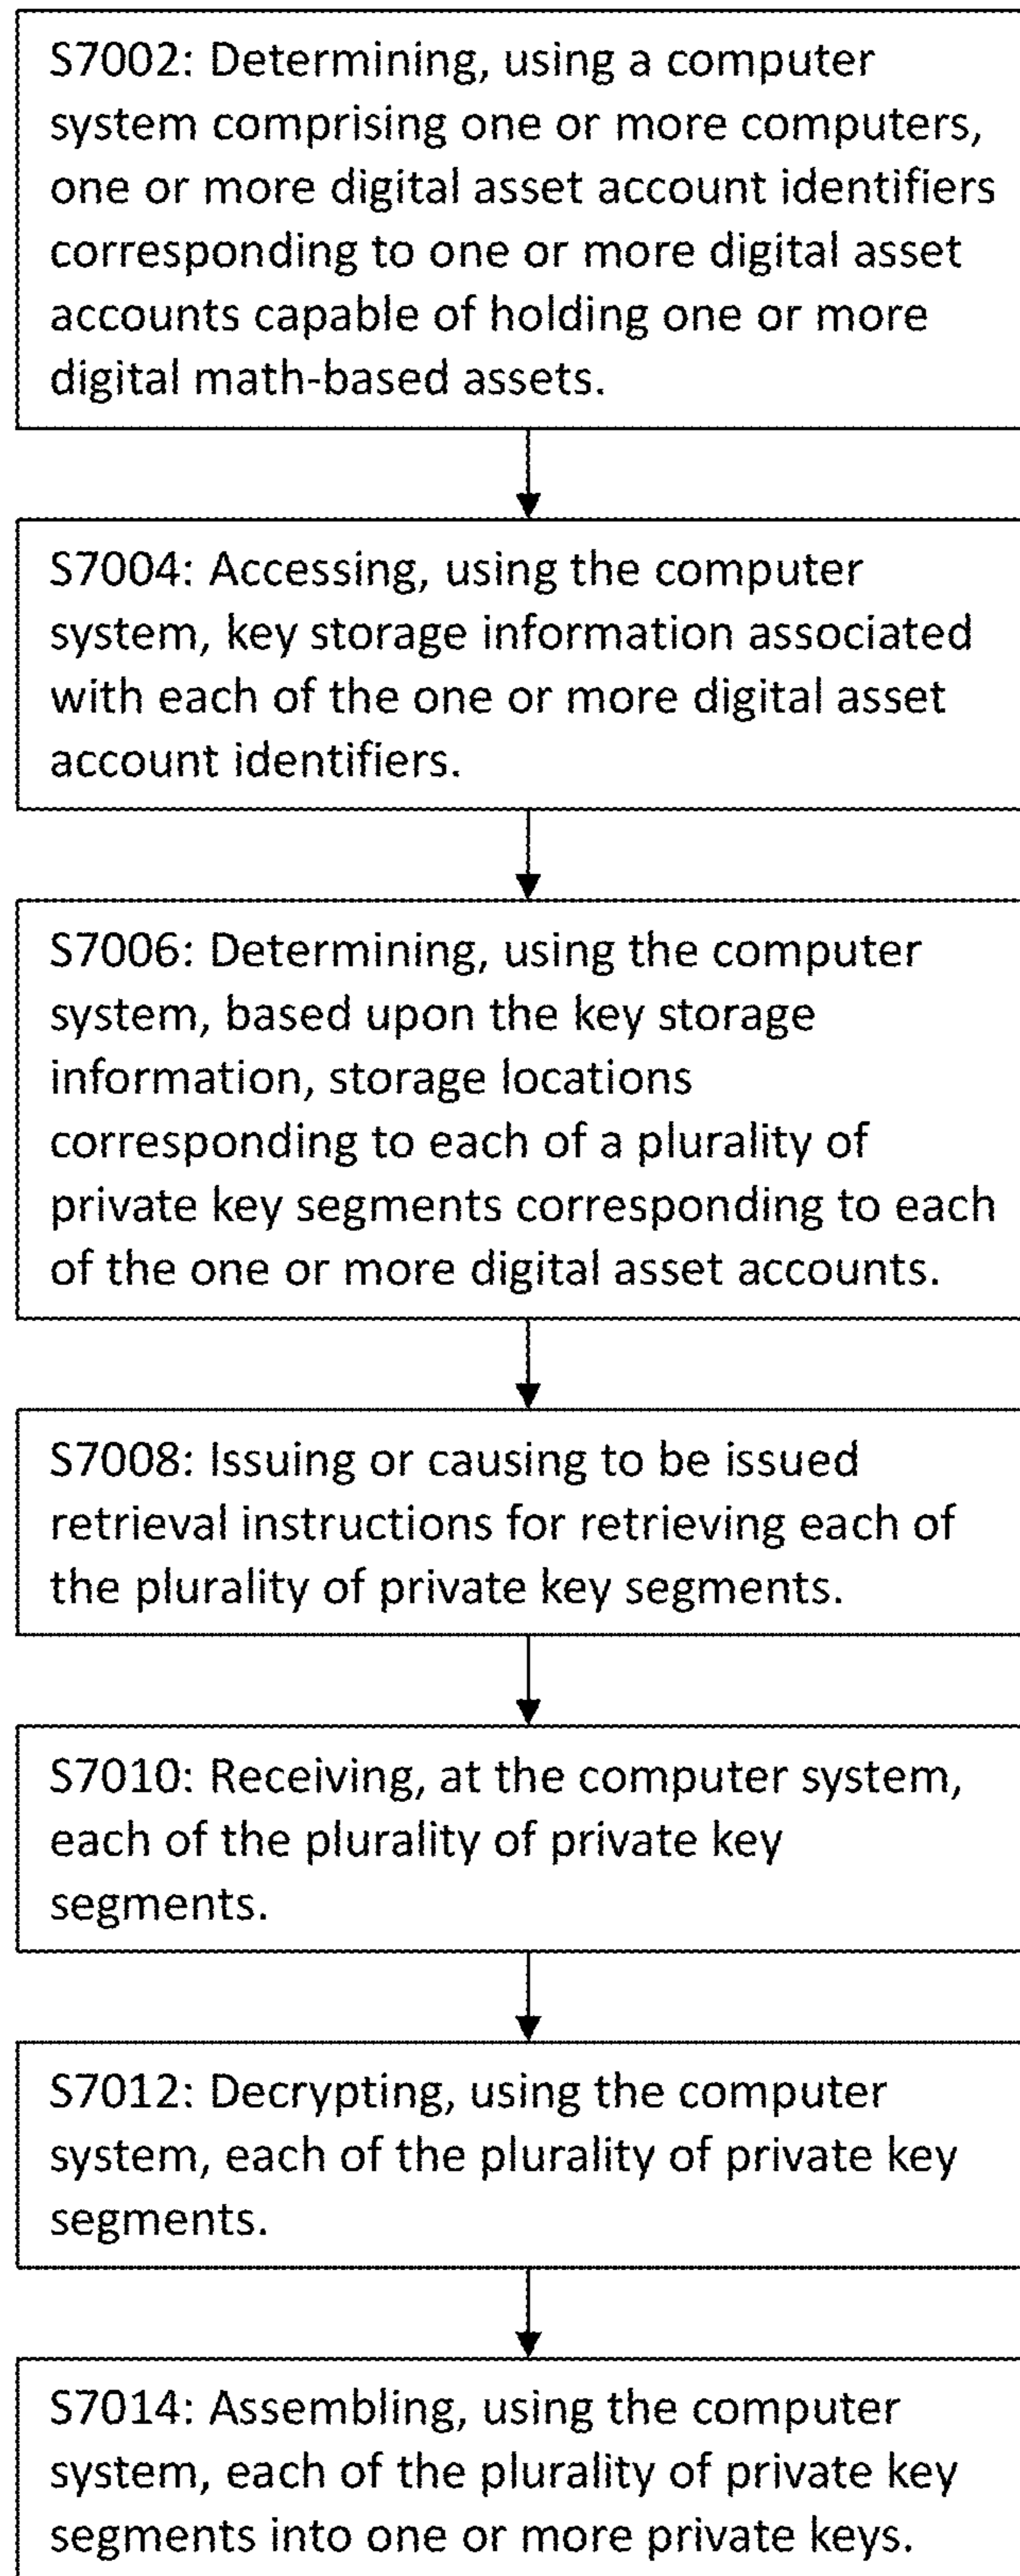 S7002: Determining, using a computer
system comprising one or more computers,
one or more digital asset account identifiers
corresponding to one or more digital asset
accounts capable of holding one or more
digital math-based assets.
S7004: Accessing, using the computer
system, key storage information associated
with each of the one or more digital asset
account identifiers.
S7006: Determining, using the computer
system, based upon the key storage
information, storage locations
corresponding to each of a plurality of
private key segments corresponding to each
of the one or more digital asset accounts.
S7008: Issuing or causing to be issued
retrieval instructions for retrieving each of
the plurality of private key segments.
S7010: Receiving, at the computer system,
each of the plurality of private key
segments.
S7012: Decrypting, using the computer
system, each of the plurality of private key
segments.
S7014: Assembling, using the computer
system, each of the plurality of private key
segments into one or more private keys.